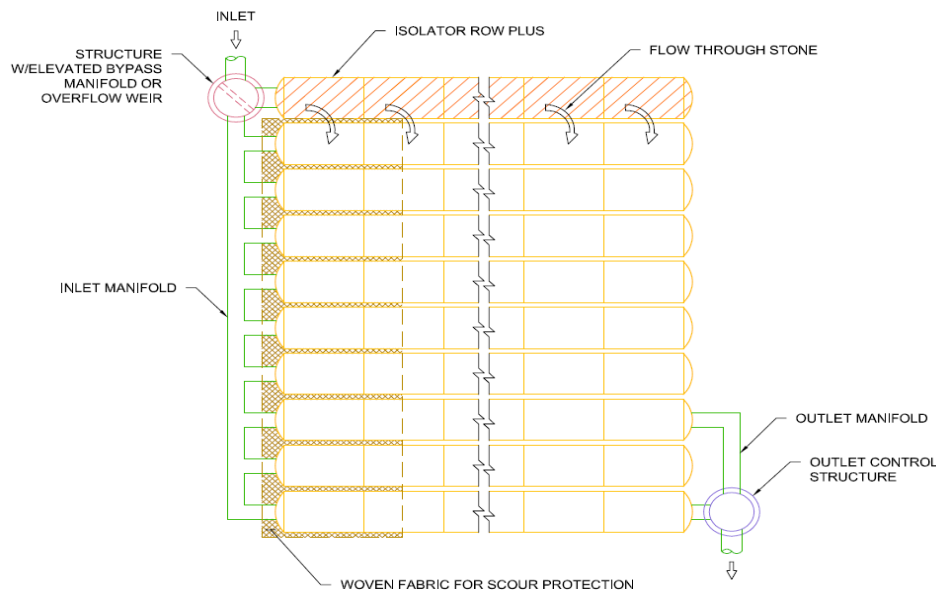 INLET
ISOLATOR ROW PLUS
STRUCTURE
W/ELEVATED BYPASS
MANIFOLD OR
OVERFLOW WEIR
FLOW THROUGH STONE
INLET MANIFOLD
OUTLET MANIFOLD
OUTLET CONTROL
STRUCTURE
WOVEN FABRIC FOR SCOUR PROTECTION